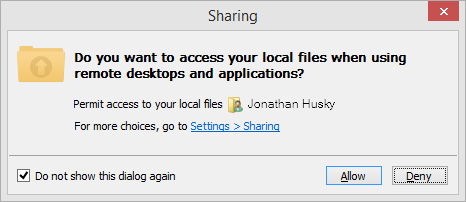 Sharing
Do you want to access your local files when using
remote desktops and applications?
Permit access to your local files Jonathan Husky
For more choices, go to Settings > Sharing
Do not show this dialog again
Allow
Deny